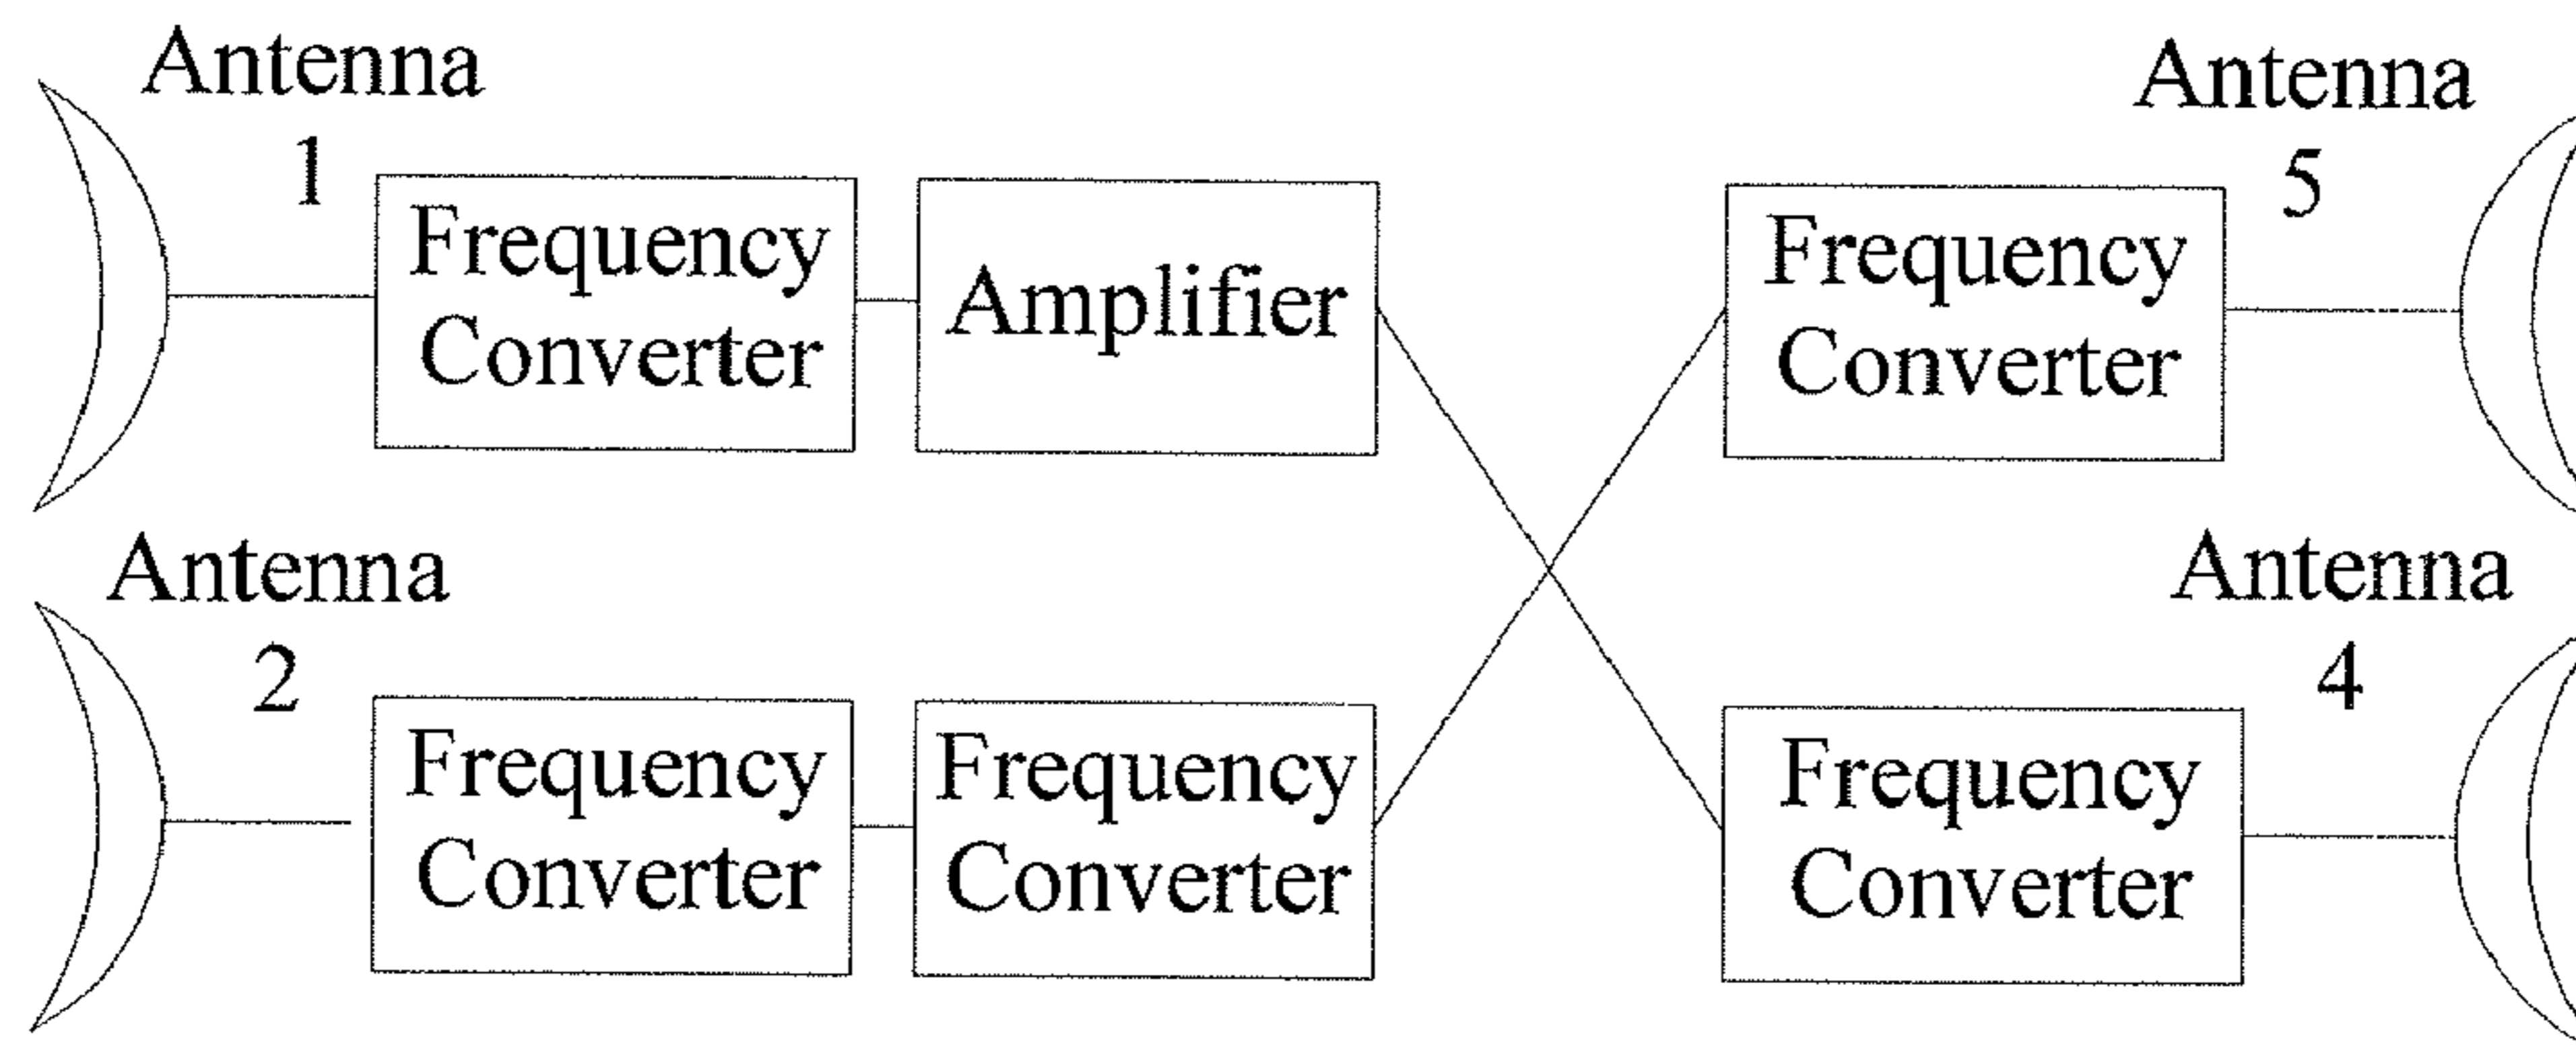 Antenna
1
Frequency
Converter
Amplifier
Antenna
5
Frequency
Converter
Antenna
2
Frequency
Converter
Frequency
Converter
Antenna
4
Frequency
Converter